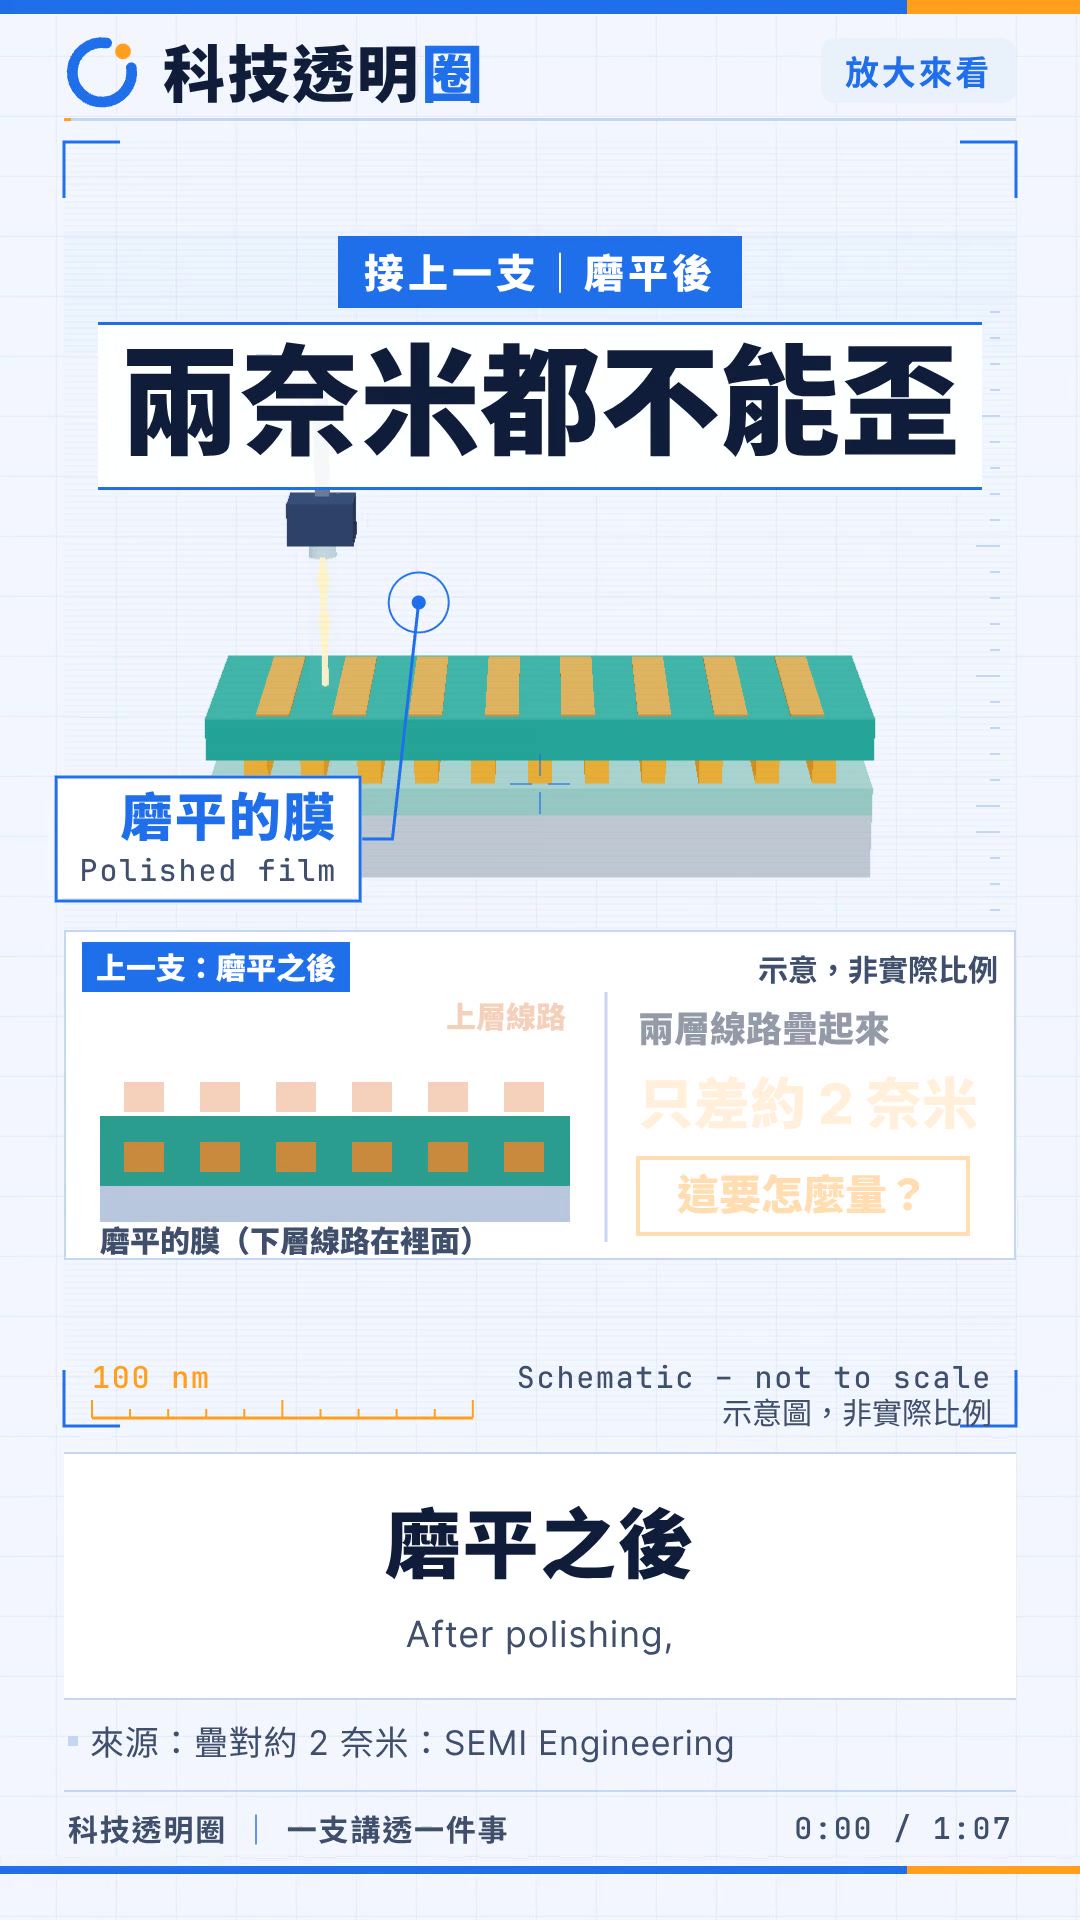 科技透明圈
放大來看
接上一支｜磨平後
兩奈米都不能歪
磨平的膜
Polished film
上一支：磨平之後
示意，非實際比例
上層線路
兩層線路疊起來
只差約 2 奈米
這要怎麼量？
磨平的膜（下層線路在裡面）
100 nm
Schematic – not to scale
示意圖，非實際比例
磨平之後
After polishing,
來源：疊對約 2 奈米：SEMI Engineering
科技透明圈｜一支講透一件事
0:00 / 1:07